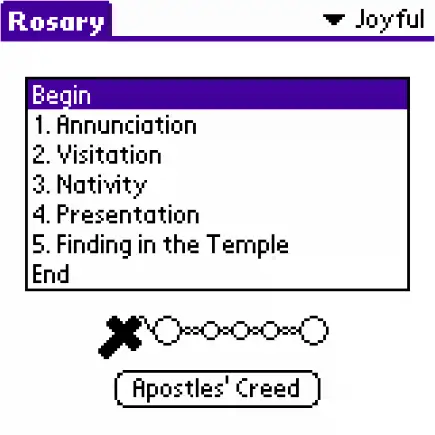 Rosary
Joyful
Begin
1. Annunciation
2. Visitation
3. Nativity
4. Presentation
5. Finding in the Temple
End
Apostles' Creed